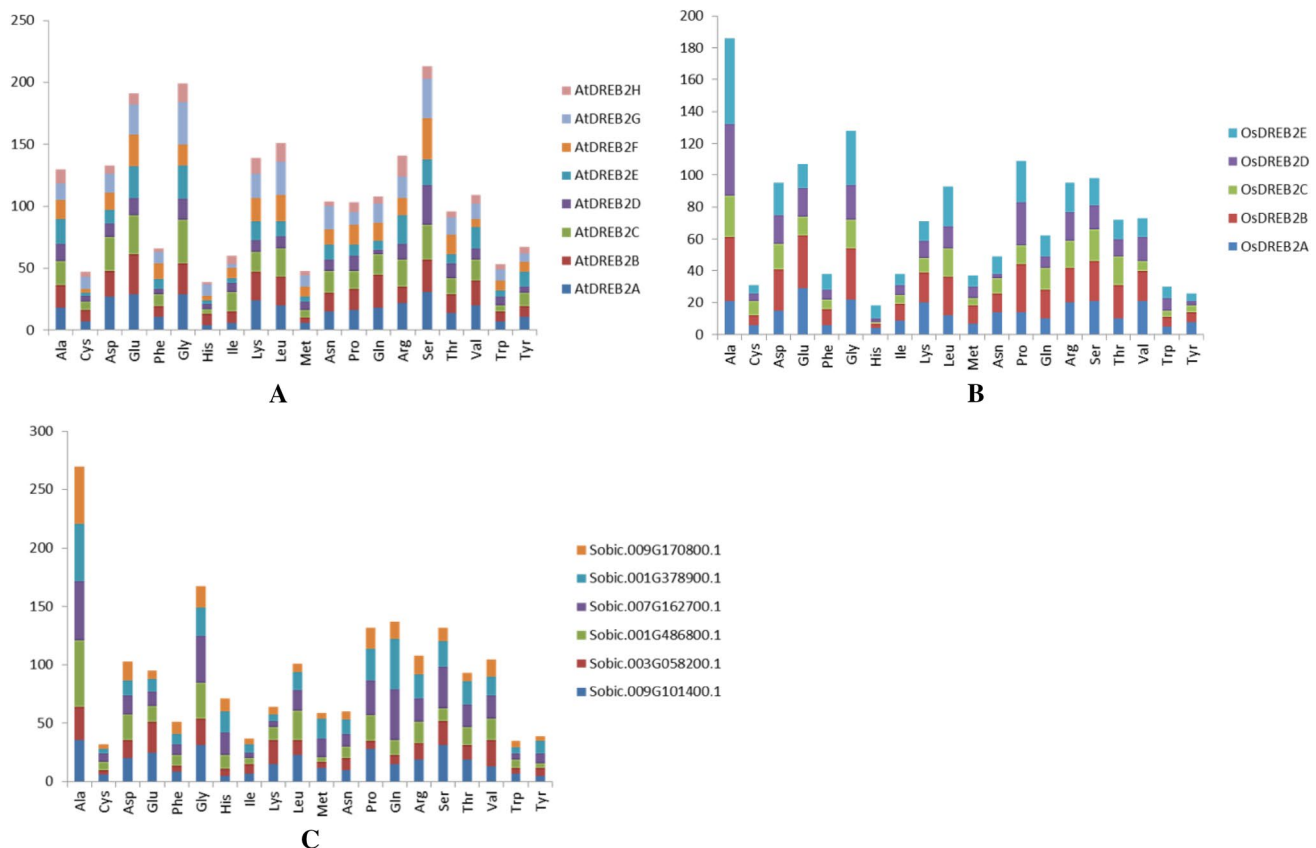 250
200
150
100
50
0
Ala Cys Asp Glu Phe Gly His Ile Lys Leu Met Asn Pro Gln Arg Ser Thr Val Trp Tyr
AtDREB2H
AtDREB2G
AtDREB2F
AtDREB2E
AtDREB2D
AtDREB2C
AtDREB2B
AtDREB2A
A
200
180
160
140
120
100
80
60
40
20
0
Ala Cys Asp Glu Phe Gly His Ile Lys Leu Met Asn Pro Gln Arg Ser Thr Val Trp Tyr
OsDREB2E
OsDREB2D
OsDREB2C
OsDREB2B
OsDREB2A
B
300
250
200
150
100
50
0
Ala Cys Asp Glu Phe Gly His Ile Lys Leu Met Asn Pro Gln Arg Ser Thr Val Trp Tyr
Sobic.009G170800.1
Sobic.001G378900.1
Sobic.007G162700.1
Sobic.001G486800.1
Sobic.003G058200.1
Sobic.009G101400.1
C